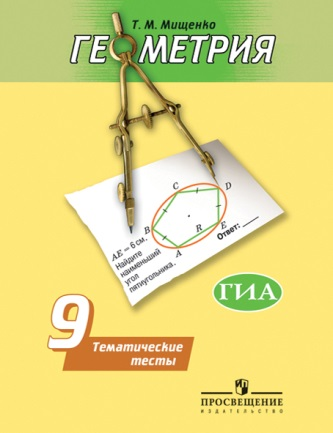 Т. М. Мищенко
ГЕОМЕТРИЯ
C
D
B
R
E
A
AE = 6 см.
Найдите
наименьший
угол
пятиугольника.
Ответ:
ГИА
9
Тематические
тесты
ПРОСВЕЩЕНИЕ
ИЗДАТЕЛЬСТВО